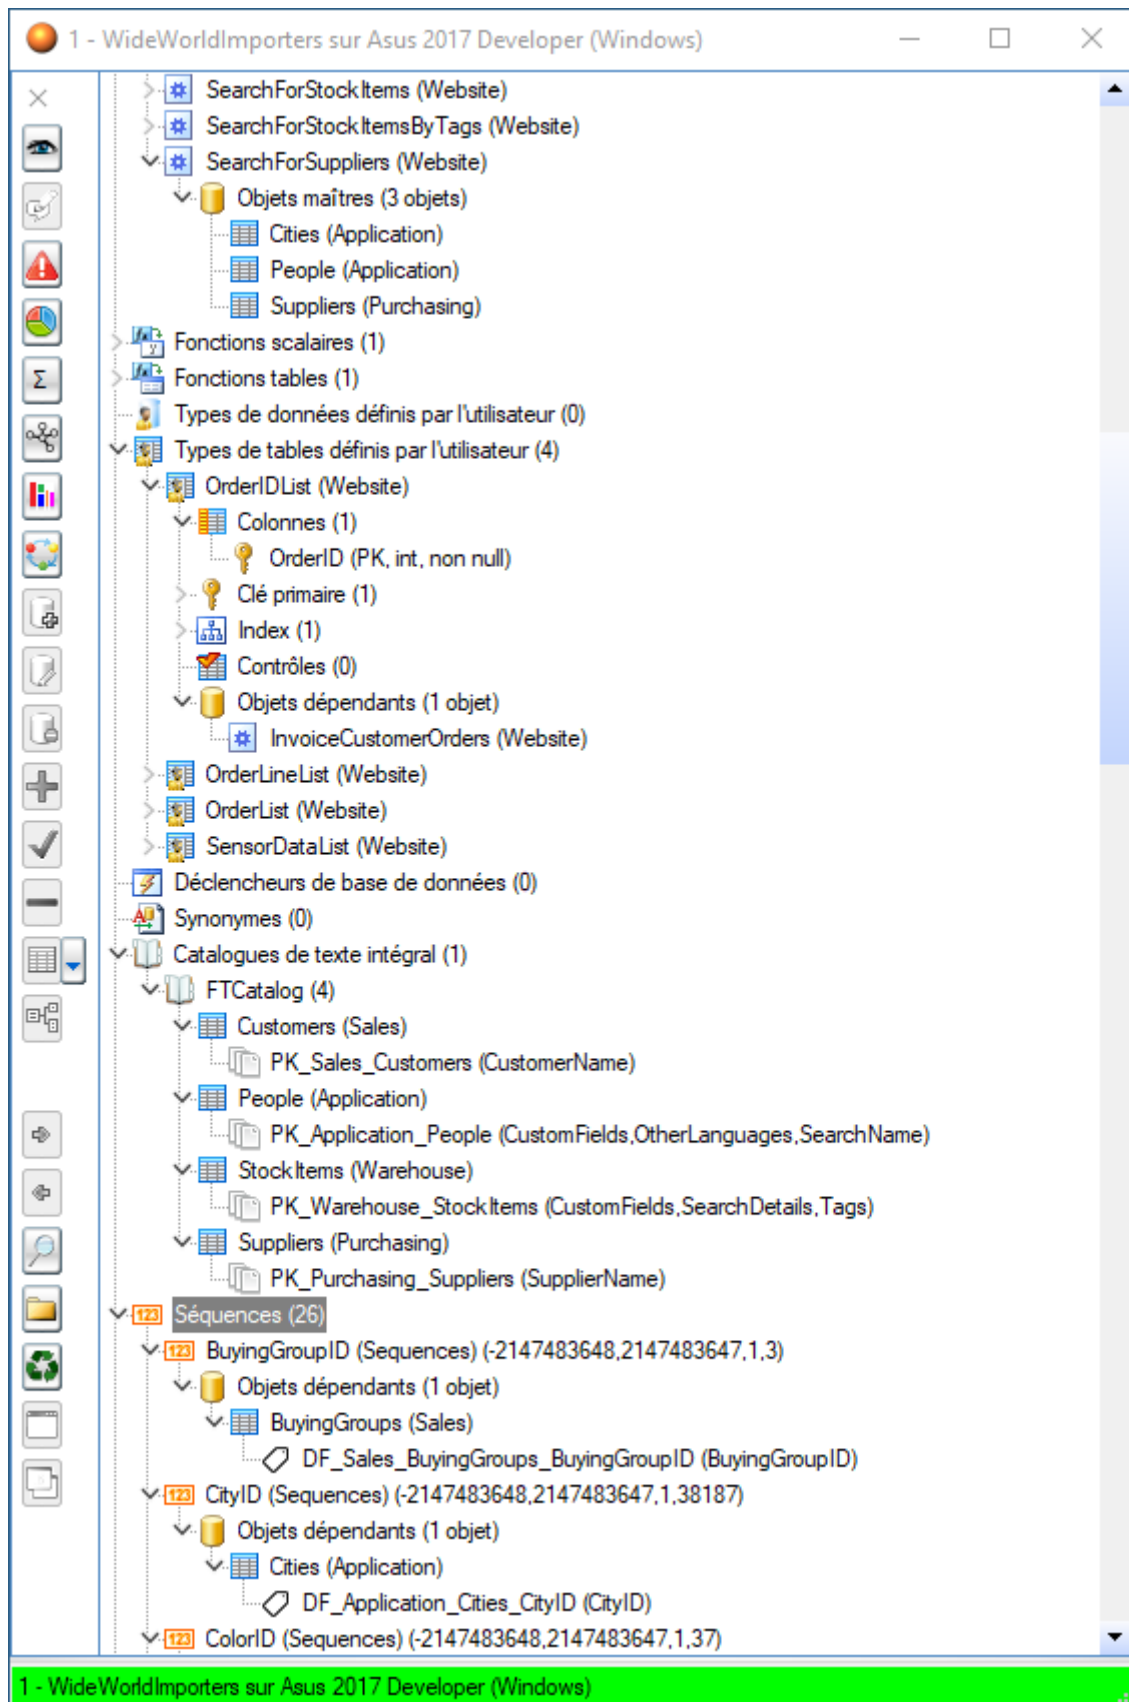 1 - WideWorldImporters sur Asus 2017 Developer (Windows)
SearchForStockItems (Website)
SearchForStockItemsByTags (Website)
SearchForSuppliers (Website)
Objets maîtres (3 objets)
Cities (Application)
People (Application)
Suppliers (Purchasing)
Fonctions scalaires (1)
Fonctions tables (1)
Types de données définis par l'utilisateur (0)
Types de tables définis par l'utilisateur (4)
OrderIDList (Website)
Colonnes (1)
OrderID (PK, int, non null)
Clé primaire (1)
Index (1)
Contrôles (0)
Objets dépendants (1 objet)
InvoiceCustomerOrders (Website)
OrderLineList (Website)
OrderList (Website)
SensorDataList (Website)
Déclencheurs de base de données (0)
Synonymes (0)
Catalogues de texte intégral (1)
FTCatalog (4)
Customers (Sales)
PK_Sales_Customers (CustomerName)
People (Application)
PK_Application_People (CustomFields,OtherLanguages,SearchName)
StockItems (Warehouse)
PK_Warehouse_StockItems (CustomFields,SearchDetails,Tags)
Suppliers (Purchasing)
PK_Purchasing_Suppliers (SupplierName)
Séquences (26)
BuyingGroupID (Sequences) (-2147483648,2147483647,1,3)
Objets dépendants (1 objet)
BuyingGroups (Sales)
DF_Sales_BuyingGroups_BuyingGroupID (BuyingGroupID)
CityID (Sequences) (-2147483648,2147483647,1,38187)
Objets dépendants (1 objet)
Cities (Application)
DF_Application_Cities_CityID (CityID)
ColorID (Sequences) (-2147483648,2147483647,1,37)
1 - WideWorldImporters sur Asus 2017 Developer (Windows)